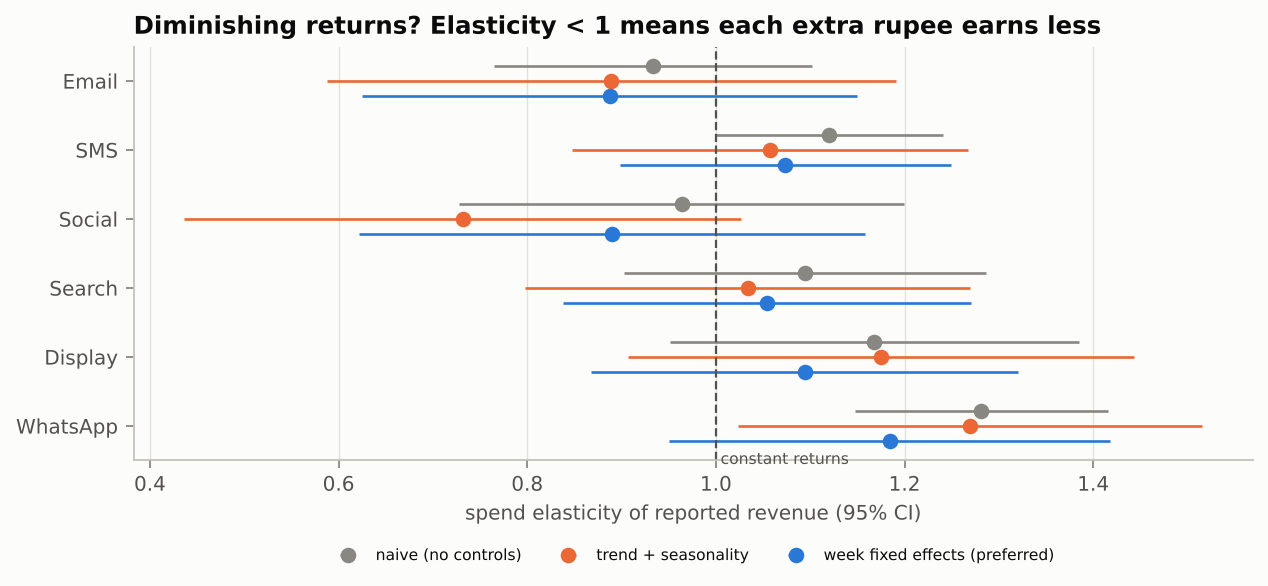 Diminishing returns? Elasticity < 1 means each extra rupee earns less
Email
SMS
Social
Search
Display
WhatsApp
constant returns
0.4 0.6 0.8 1.0 1.2 1.4
spend elasticity of reported revenue (95% CI)
naive (no controls) trend + seasonality week fixed effects (preferred)